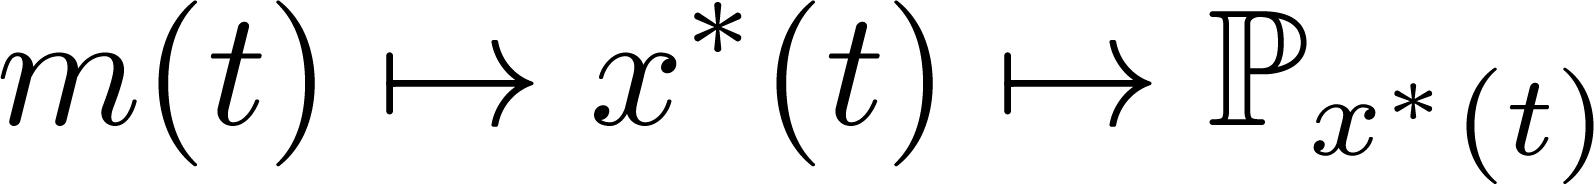 m(t) ↦ x*(t) ↦ ℙ_{x*(t)}